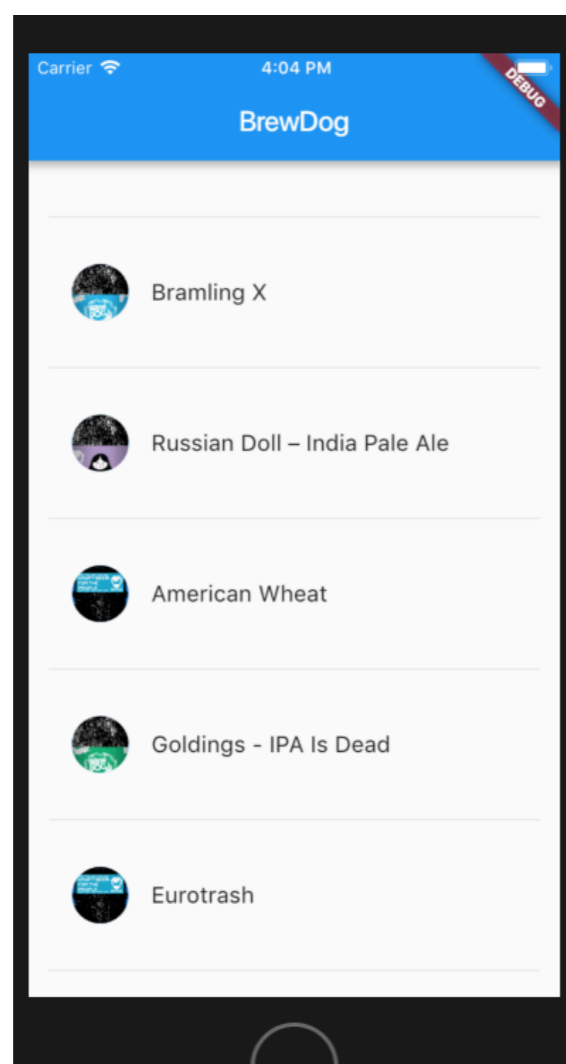 Carrier
4:04 PM
DEBUG
BrewDog
Bramling X
Russian Doll – India Pale Ale
American Wheat
Goldings - IPA Is Dead
Eurotrash